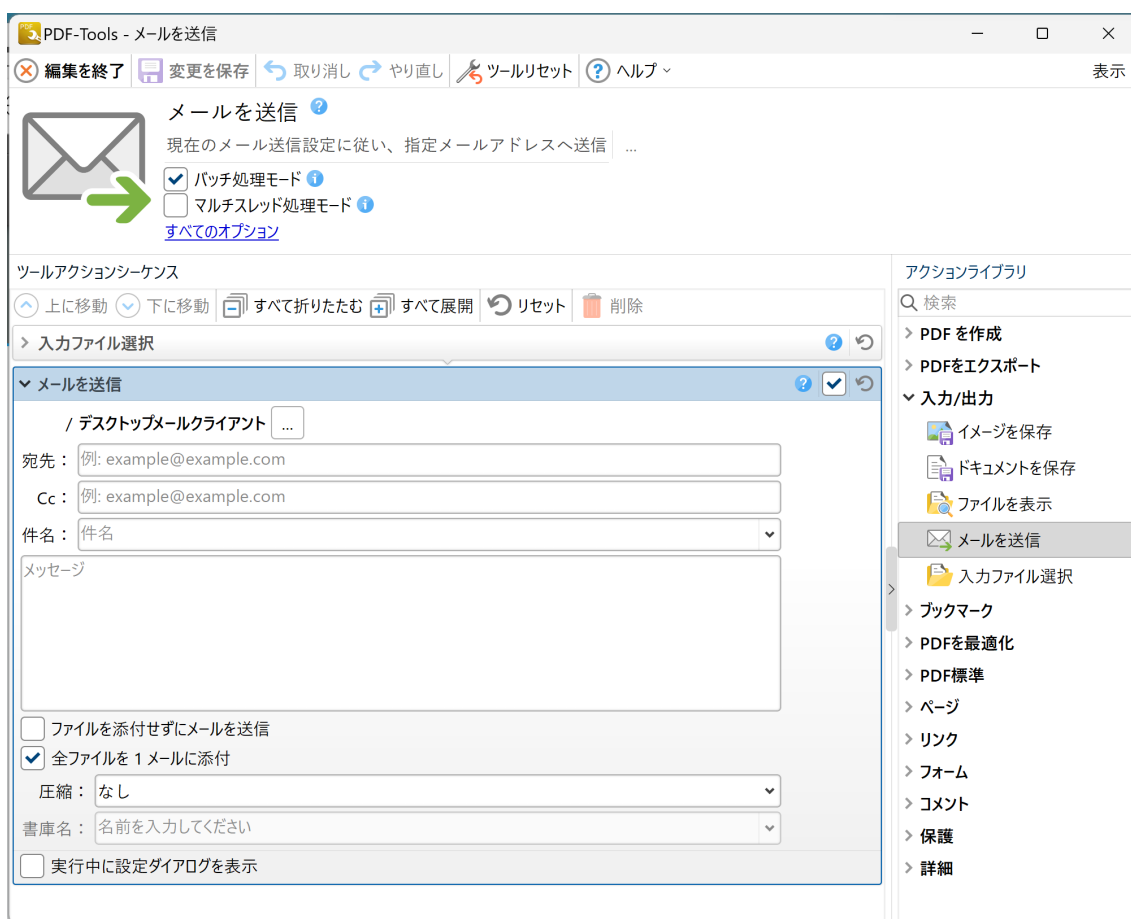 PDF-Tools - メールを送信
編集を終了 変更を保存 取り消し やり直し ツールリセット ヘルプ 表示
メールを送信
現在のメール送信設定に従い、指定メールアドレスへ送信 ...
バッチ処理モード
マルチスレッド処理モード
すべてのオプション
ツールアクションシーケンス
上に移動 下に移動 すべて折りたたむ すべて展開 リセット 削除
入力ファイル選択
メールを送信
/ デスクトップメールクライアント ...
宛先： 例: example@example.com
Cc： 例: example@example.com
件名： 件名
メッセージ
ファイルを添付せずにメールを送信
全ファイルを 1 メールに添付
圧縮： なし
書庫名： 名前を入力してください
実行中に設定ダイアログを表示
アクションライブラリ
検索
PDF を作成
PDFをエクスポート
入力/出力
イメージを保存
ドキュメントを保存
ファイルを表示
メールを送信
入力ファイル選択
ブックマーク
PDFを最適化
PDF標準
ページ
リンク
フォーム
コメント
保護
詳細